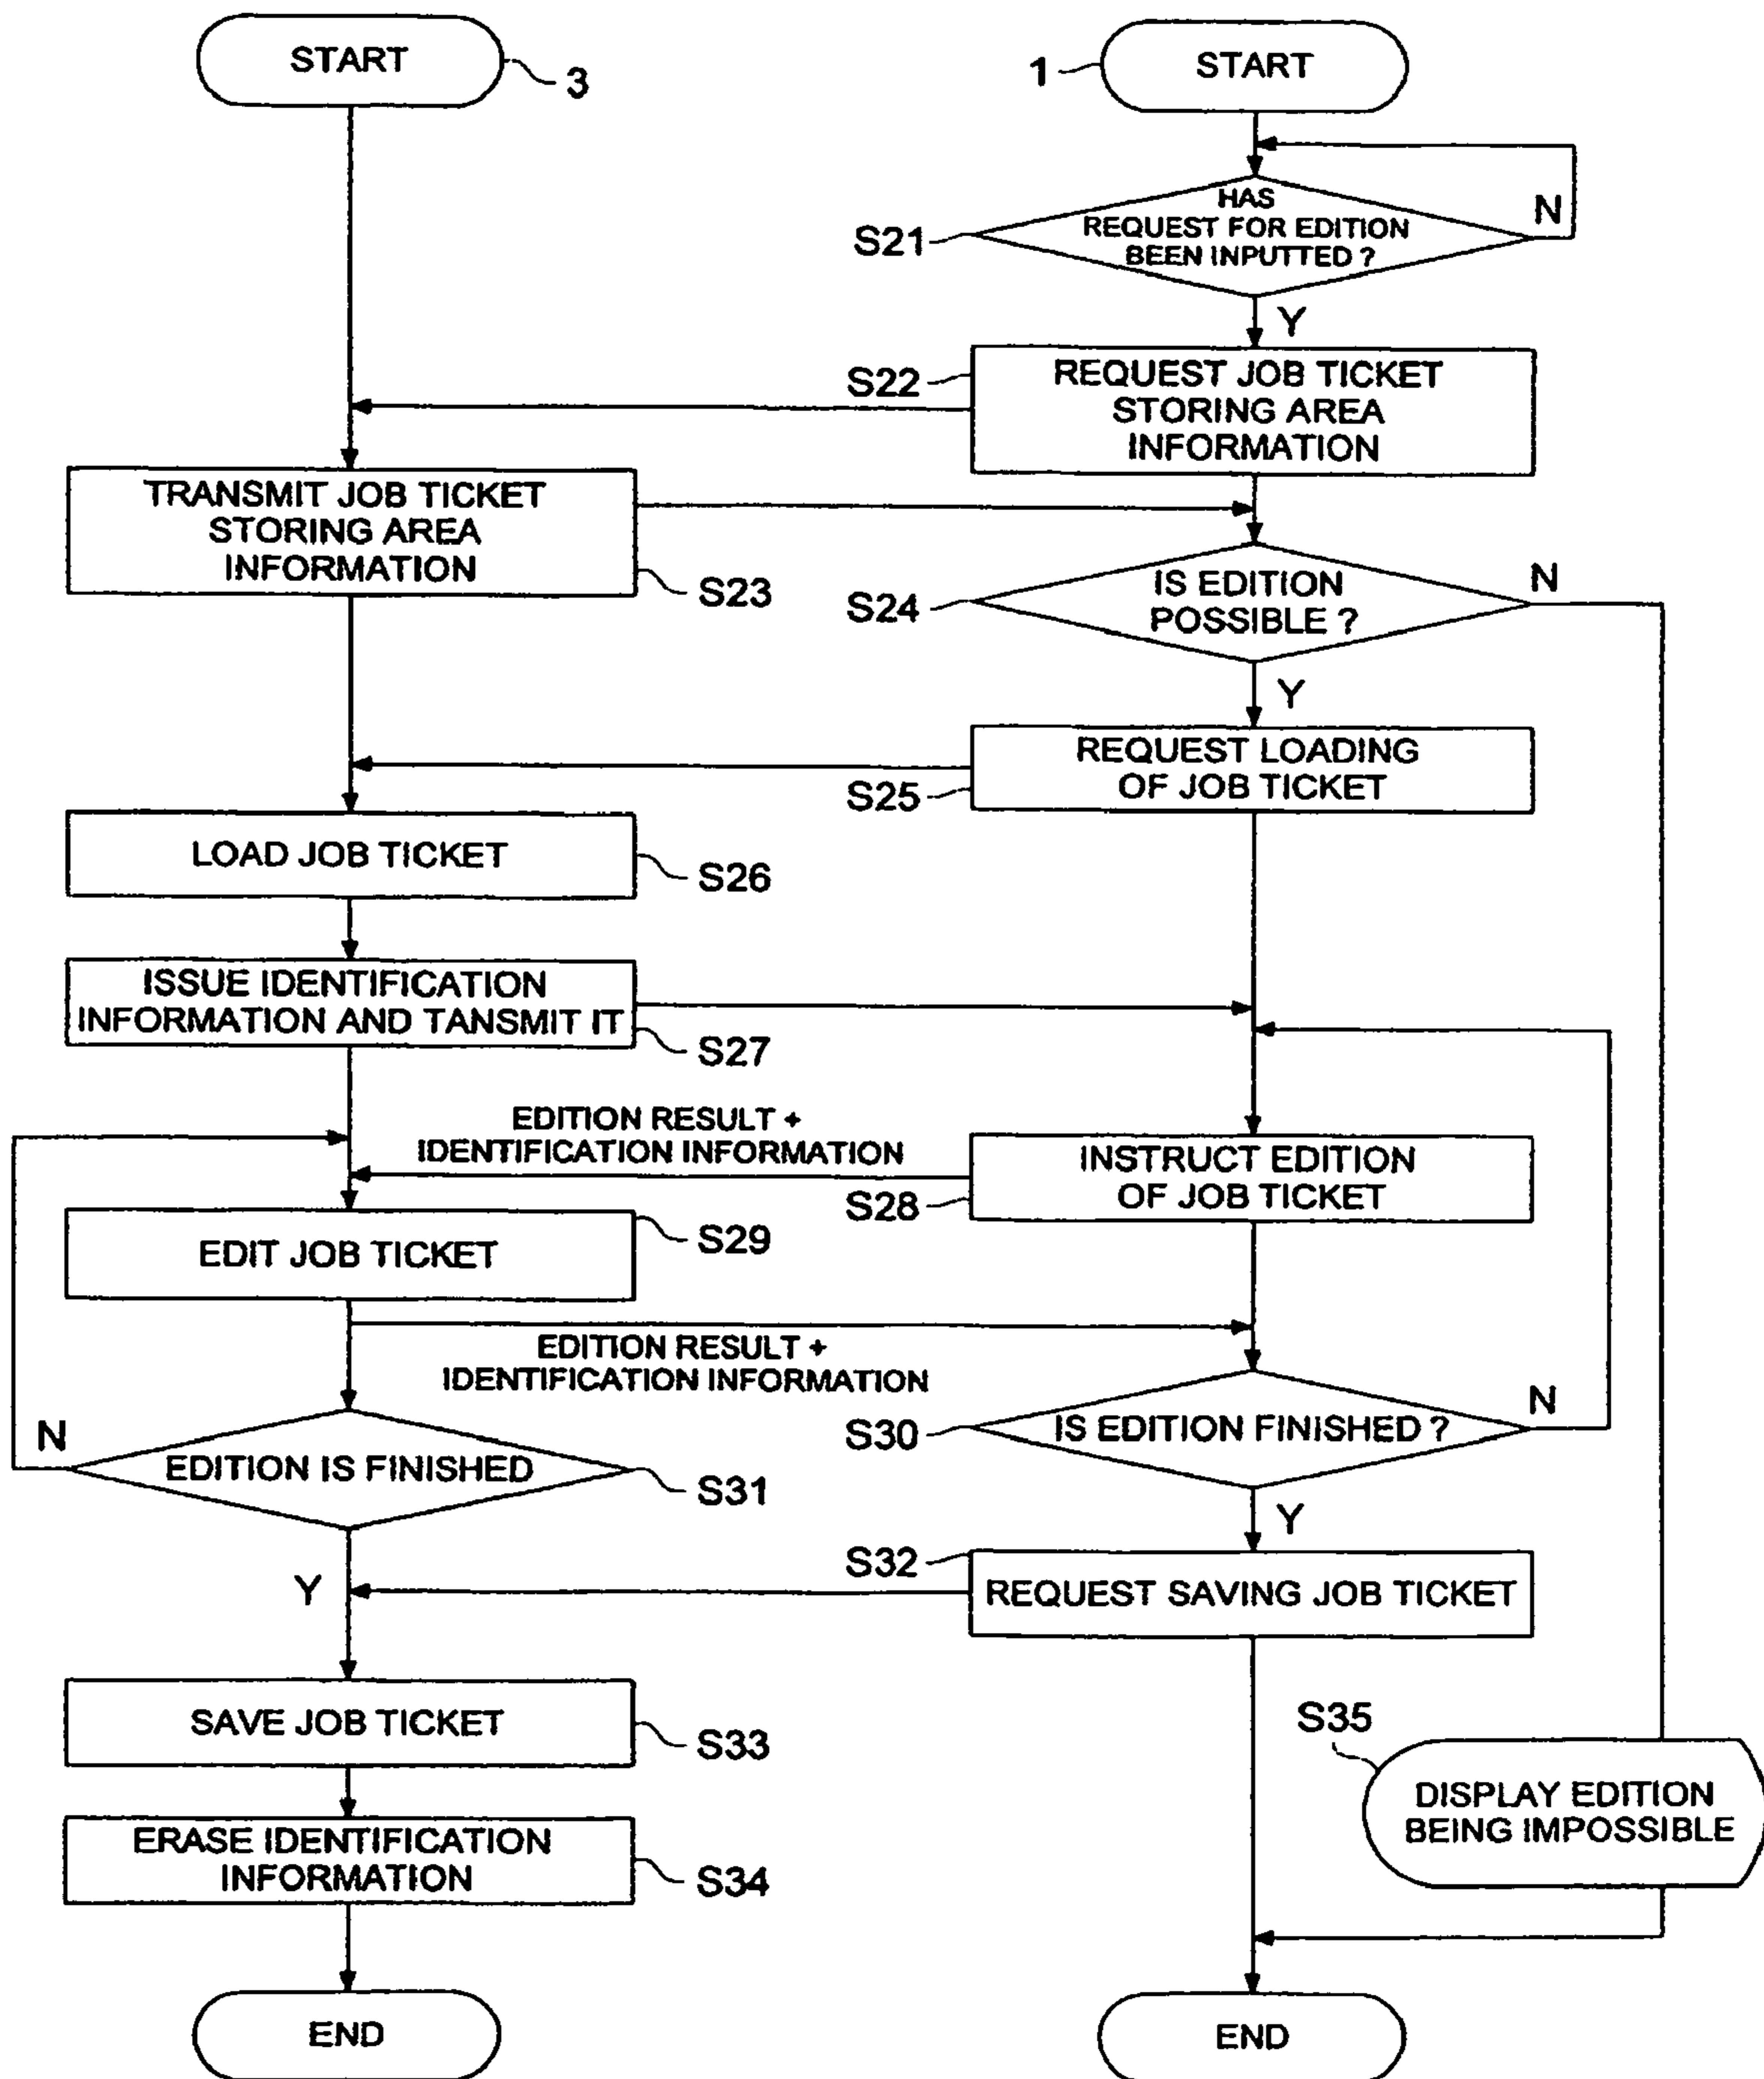 START
3
1
START
HAS
REQUEST FOR EDITION
BEEN INPUTTED ?
N
S21
Y
S22
REQUEST JOB TICKET
STORING AREA
INFORMATION
TRANSMIT JOB TICKET
STORING AREA
INFORMATION
S23
IS EDITION
POSSIBLE ?
N
S24
Y
REQUEST LOADING
OF JOB TICKET
S25
LOAD JOB TICKET
S26
ISSUE IDENTIFICATION
INFORMATION AND TANSMIT IT
S27
EDITION RESULT +
IDENTIFICATION INFORMATION
INSTRUCT EDITION
OF JOB TICKET
S28
EDIT JOB TICKET
S29
EDITION RESULT +
IDENTIFICATION INFORMATION
N
EDITION IS FINISHED
S31
S30
IS EDITION FINISHED ?
N
Y
Y
S32
REQUEST SAVING JOB TICKET
SAVE JOB TICKET
S33
S35
DISPLAY EDITION
BEING IMPOSSIBLE
ERASE IDENTIFICATION
INFORMATION
S34
END
END